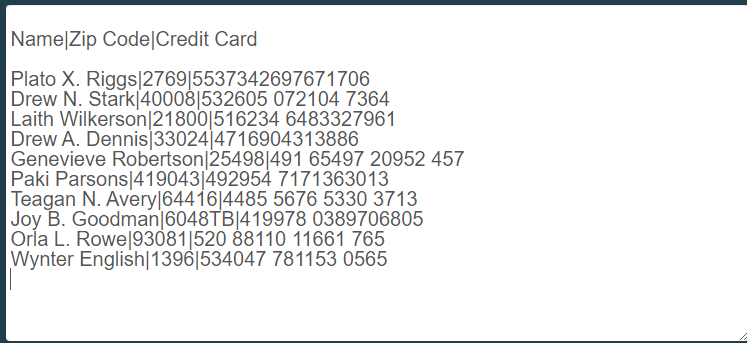 Name|Zip Code|Credit Card
Plato X. Riggs|2769|5537342697671706
Drew N. Stark|40008|532605 072104 7364
Laith Wilkerson|21800|516234 6483327961
Drew A. Dennis|33024|4716904313886
Genevieve Robertson|25498|491 65497 20952 457
Paki Parsons|419043|492954 7171363013
Teagan N. Avery|64416|4485 5676 5330 3713
Joy B. Goodman|6048TB|419978 0389706805
Orla L. Rowe|93081|520 88110 11661 765
Wynter English|1396|534047 781153 0565